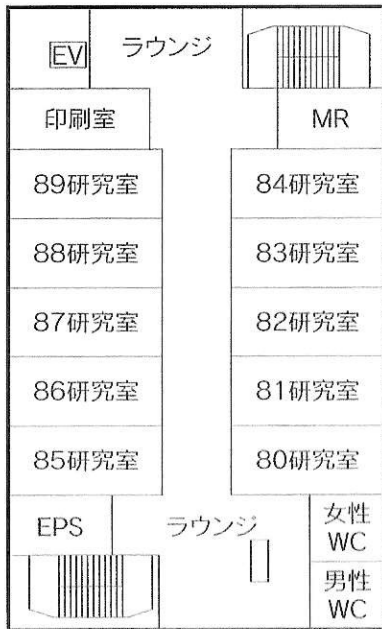 EV
ラウンジ
印刷室
MR
89研究室
84研究室
88研究室
83研究室
87研究室
82研究室
86研究室
81研究室
85研究室
80研究室
EPS
ラウンジ
女性
WC
男性
WC